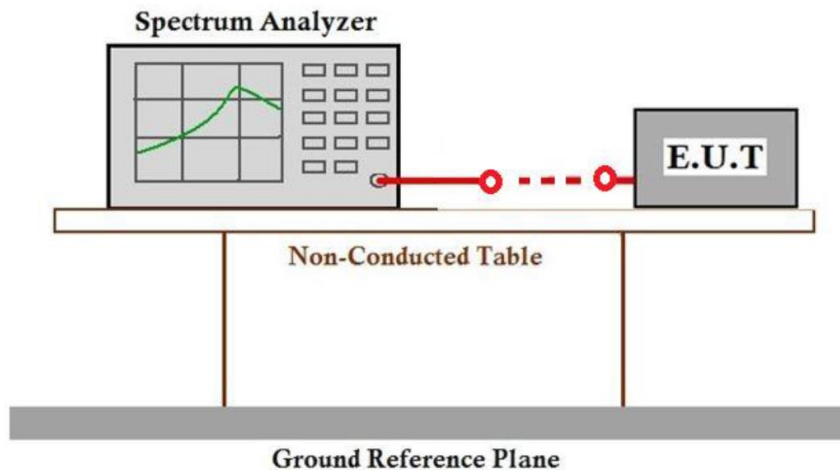 Spectrum Analyzer
E.U.T
Non-Conducted Table
Ground Reference Plane